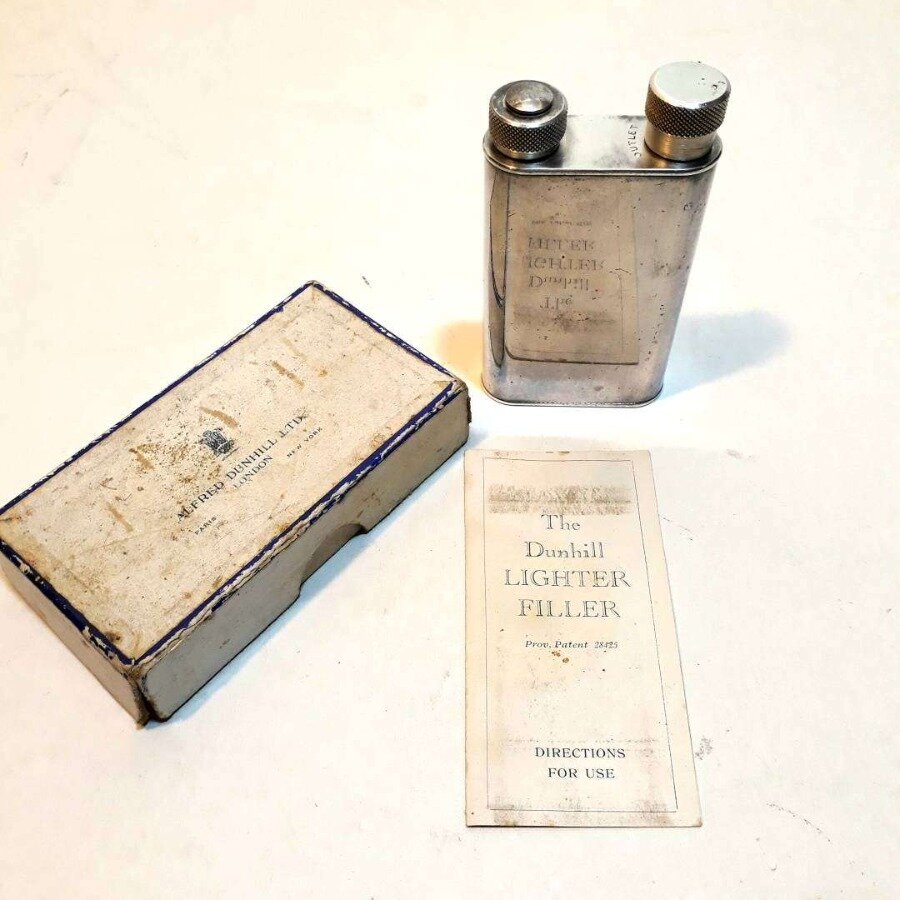 OUTLET
ALFRED DUNHILL LTD.
LONDON
PARIS
NEW YORK
The
Dunhill
LIGHTER
FILLER
Prov. Patent 28425
DIRECTIONS
FOR USE